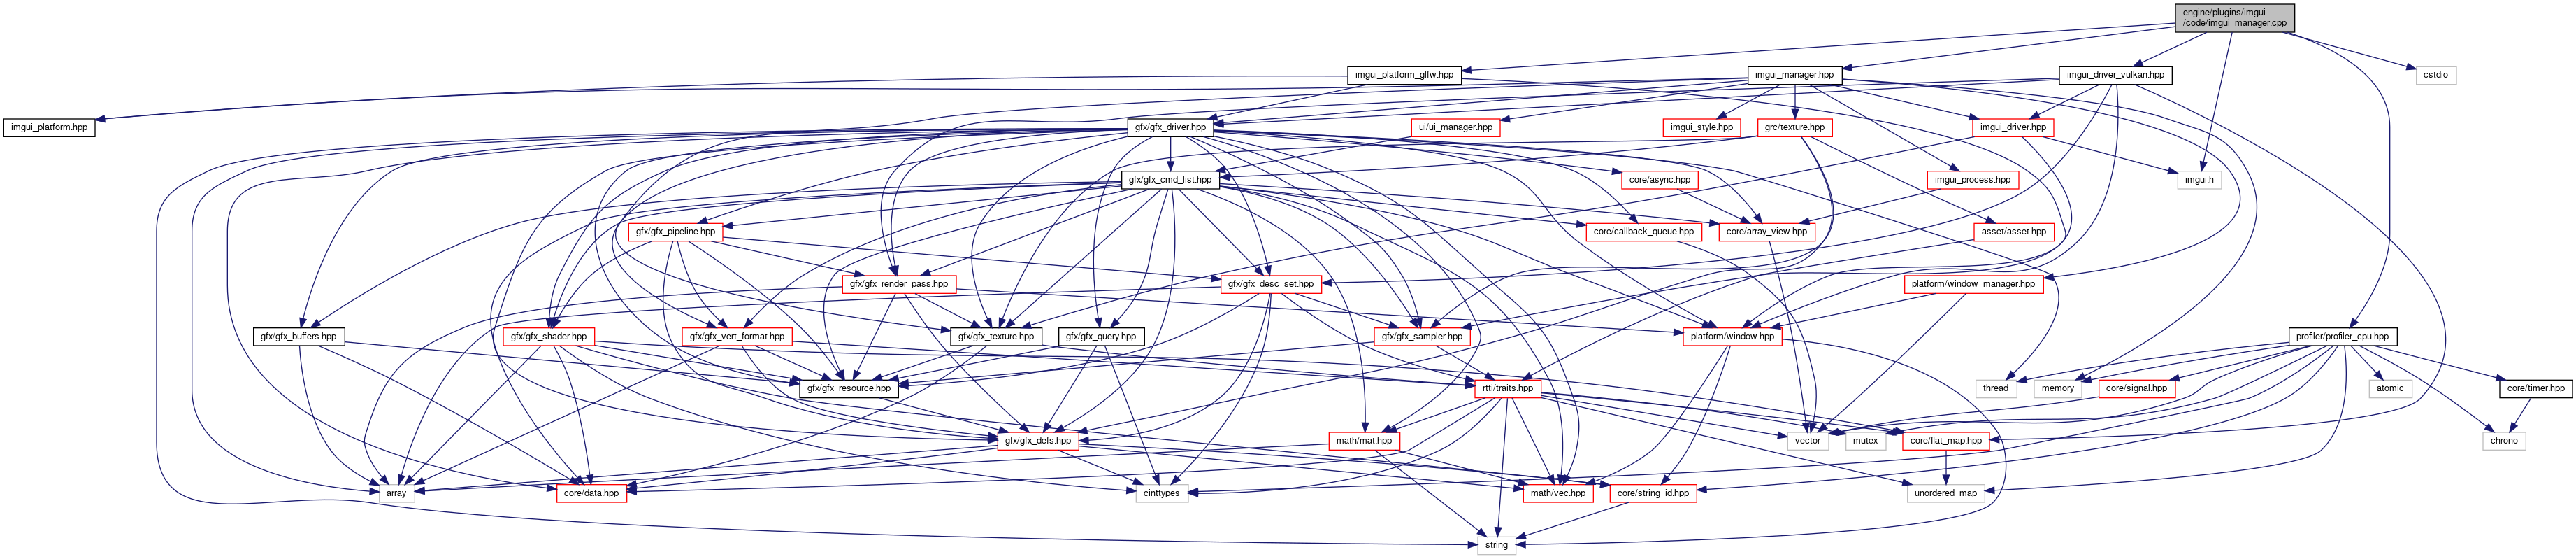 engine/plugins/imgui
/code/imgui_manager.cpp
imgui_platform_glfw.hpp
imgui_manager.hpp
imgui_driver_vulkan.hpp
cstdio
imgui_platform.hpp
gfx/gfx_driver.hpp
ui/ui_manager.hpp
imgui_style.hpp
grc/texture.hpp
imgui_driver.hpp
gfx/gfx_cmd_list.hpp
core/async.hpp
imgui_process.hpp
imgui.h
gfx/gfx_pipeline.hpp
core/callback_queue.hpp
core/array_view.hpp
asset/asset.hpp
gfx/gfx_render_pass.hpp
gfx/gfx_desc_set.hpp
platform/window_manager.hpp
gfx/gfx_buffers.hpp
gfx/gfx_shader.hpp
gfx/gfx_vert_format.hpp
gfx/gfx_texture.hpp
gfx/gfx_query.hpp
gfx/gfx_sampler.hpp
platform/window.hpp
profiler/profiler_cpu.hpp
gfx/gfx_resource.hpp
rtti/traits.hpp
thread
memory
core/signal.hpp
atomic
core/timer.hpp
gfx/gfx_defs.hpp
math/mat.hpp
vector
mutex
core/flat_map.hpp
chrono
array
core/data.hpp
cinttypes
math/vec.hpp
core/string_id.hpp
unordered_map
string